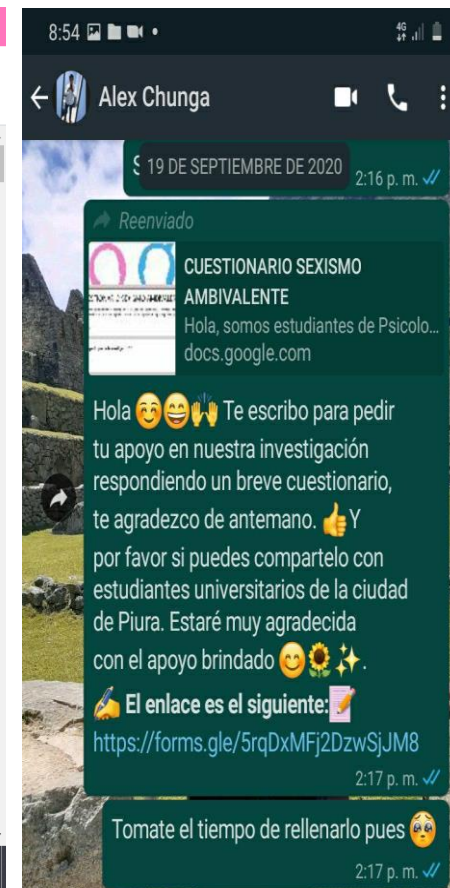 8:54
4G
Alex Chunga
19 DE SEPTIEMBRE DE 2020
2:16 p. m.
Reenviado
CUESTIONARIO SEXISMO
AMBIVALENTE
Hola, somos estudiantes de Psicolo...
docs.google.com
Hola 😊😄🙌 Te escribo para pedir
tu apoyo en nuestra investigación
respondiendo un breve cuestionario,
te agradezco de antemano. 👍Y
por favor si puedes compartelo con
estudiantes universitarios de la ciudad
de Piura. Estaré muy agradecida
con el apoyo brindado 😊🌻✨.
✍ El enlace es el siguiente:📝
https://forms.gle/5rqDxMFj2DzwSjJM8
2:17 p. m.
Tomate el tiempo de rellenarlo pues 🥺
2:17 p. m.